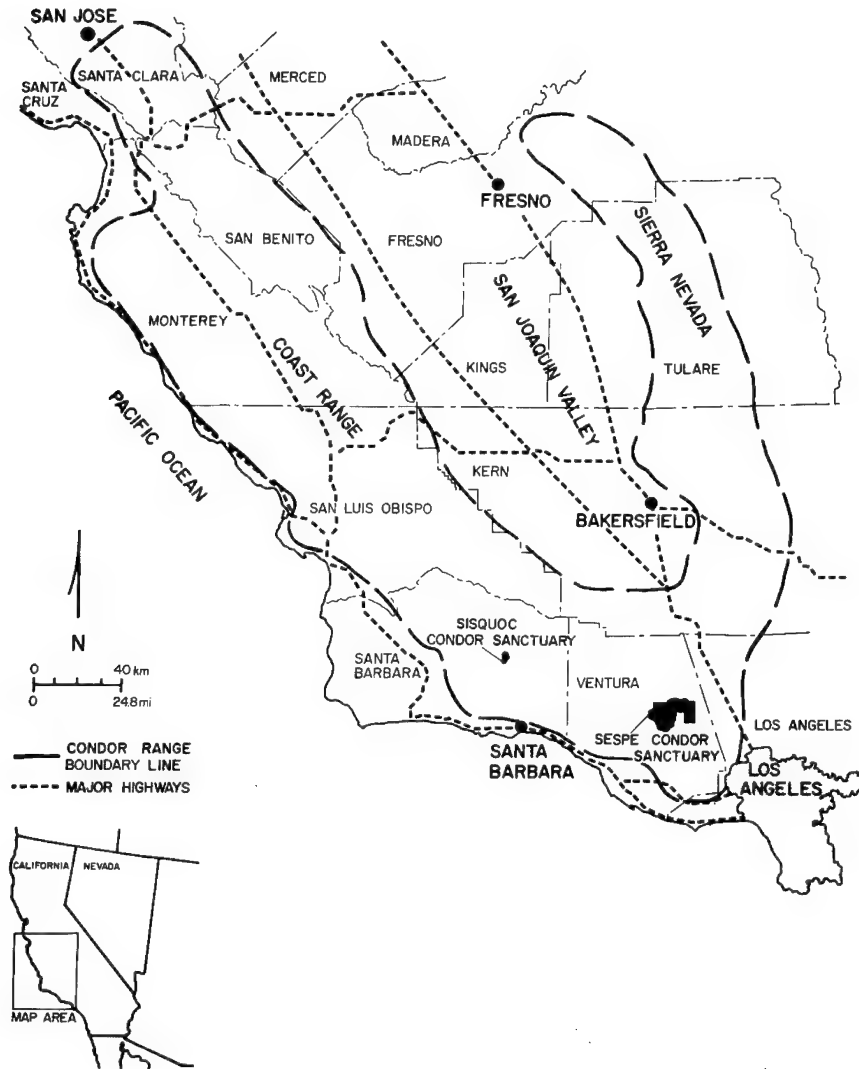 SAN JOSE
SANTA CLARA
SANTA
CRUZ
MERCED
MADERA
FRESNO
SAN BENITO
FRESNO
SIERRA NEVADA
SAN JOAQUIN VALLEY
MONTEREY
COAST RANGE
KINGS
TULARE
PACIFIC OCEAN
KERN
SAN LUIS OBISPO
BAKERSFIELD
N
0 40 km
0 24.8 mi
SISQUOC
CONDOR SANCTUARY
SANTA
BARBARA
VENTURA
LOS ANGELES
SESPE CONDOR
SANCTUARY
SANTA
BARBARA
LOS
ANGELES
CONDOR RANGE
BOUNDARY LINE
MAJOR HIGHWAYS
CALIFORNIA
NEVADA
MAP AREA